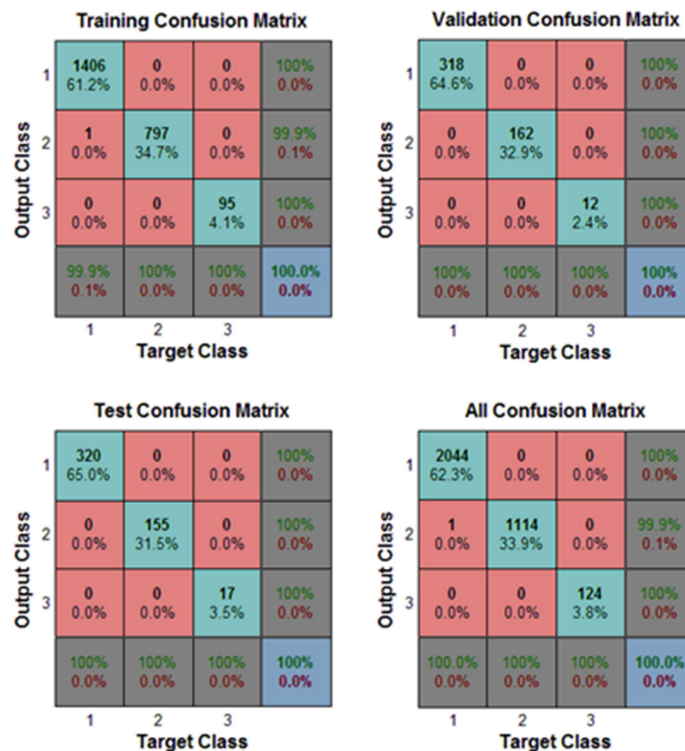 Training Confusion Matrix
1 1406 0 0 100%
61.2% 0.0% 0.0% 0.0%
2 1 797 0 99.9%
0.0% 34.7% 0.0% 0.1%
3 0 0 95 100%
0.0% 0.0% 4.1% 0.0%
99.9% 100% 100% 100.0%
0.1% 0.0% 0.0% 0.0%
1 2 3
Target Class
Output Class
Validation Confusion Matrix
1 318 0 0 100%
64.6% 0.0% 0.0% 0.0%
2 0 162 0 100%
0.0% 32.9% 0.0% 0.0%
3 0 0 12 100%
0.0% 0.0% 2.4% 0.0%
100% 100% 100% 100%
0.0% 0.0% 0.0% 0.0%
1 2 3
Target Class
Output Class
Test Confusion Matrix
1 320 0 0 100%
65.0% 0.0% 0.0% 0.0%
2 0 155 0 100%
0.0% 31.5% 0.0% 0.0%
3 0 0 17 100%
0.0% 0.0% 3.5% 0.0%
100% 100% 100% 100%
0.0% 0.0% 0.0% 0.0%
1 2 3
Target Class
Output Class
All Confusion Matrix
1 2044 0 0 100%
62.3% 0.0% 0.0% 0.0%
2 1 1114 0 99.9%
0.0% 33.9% 0.0% 0.1%
3 0 0 124 100%
0.0% 0.0% 3.8% 0.0%
100.0% 100% 100% 100.0%
0.0% 0.0% 0.0% 0.0%
1 2 3
Target Class
Output Class